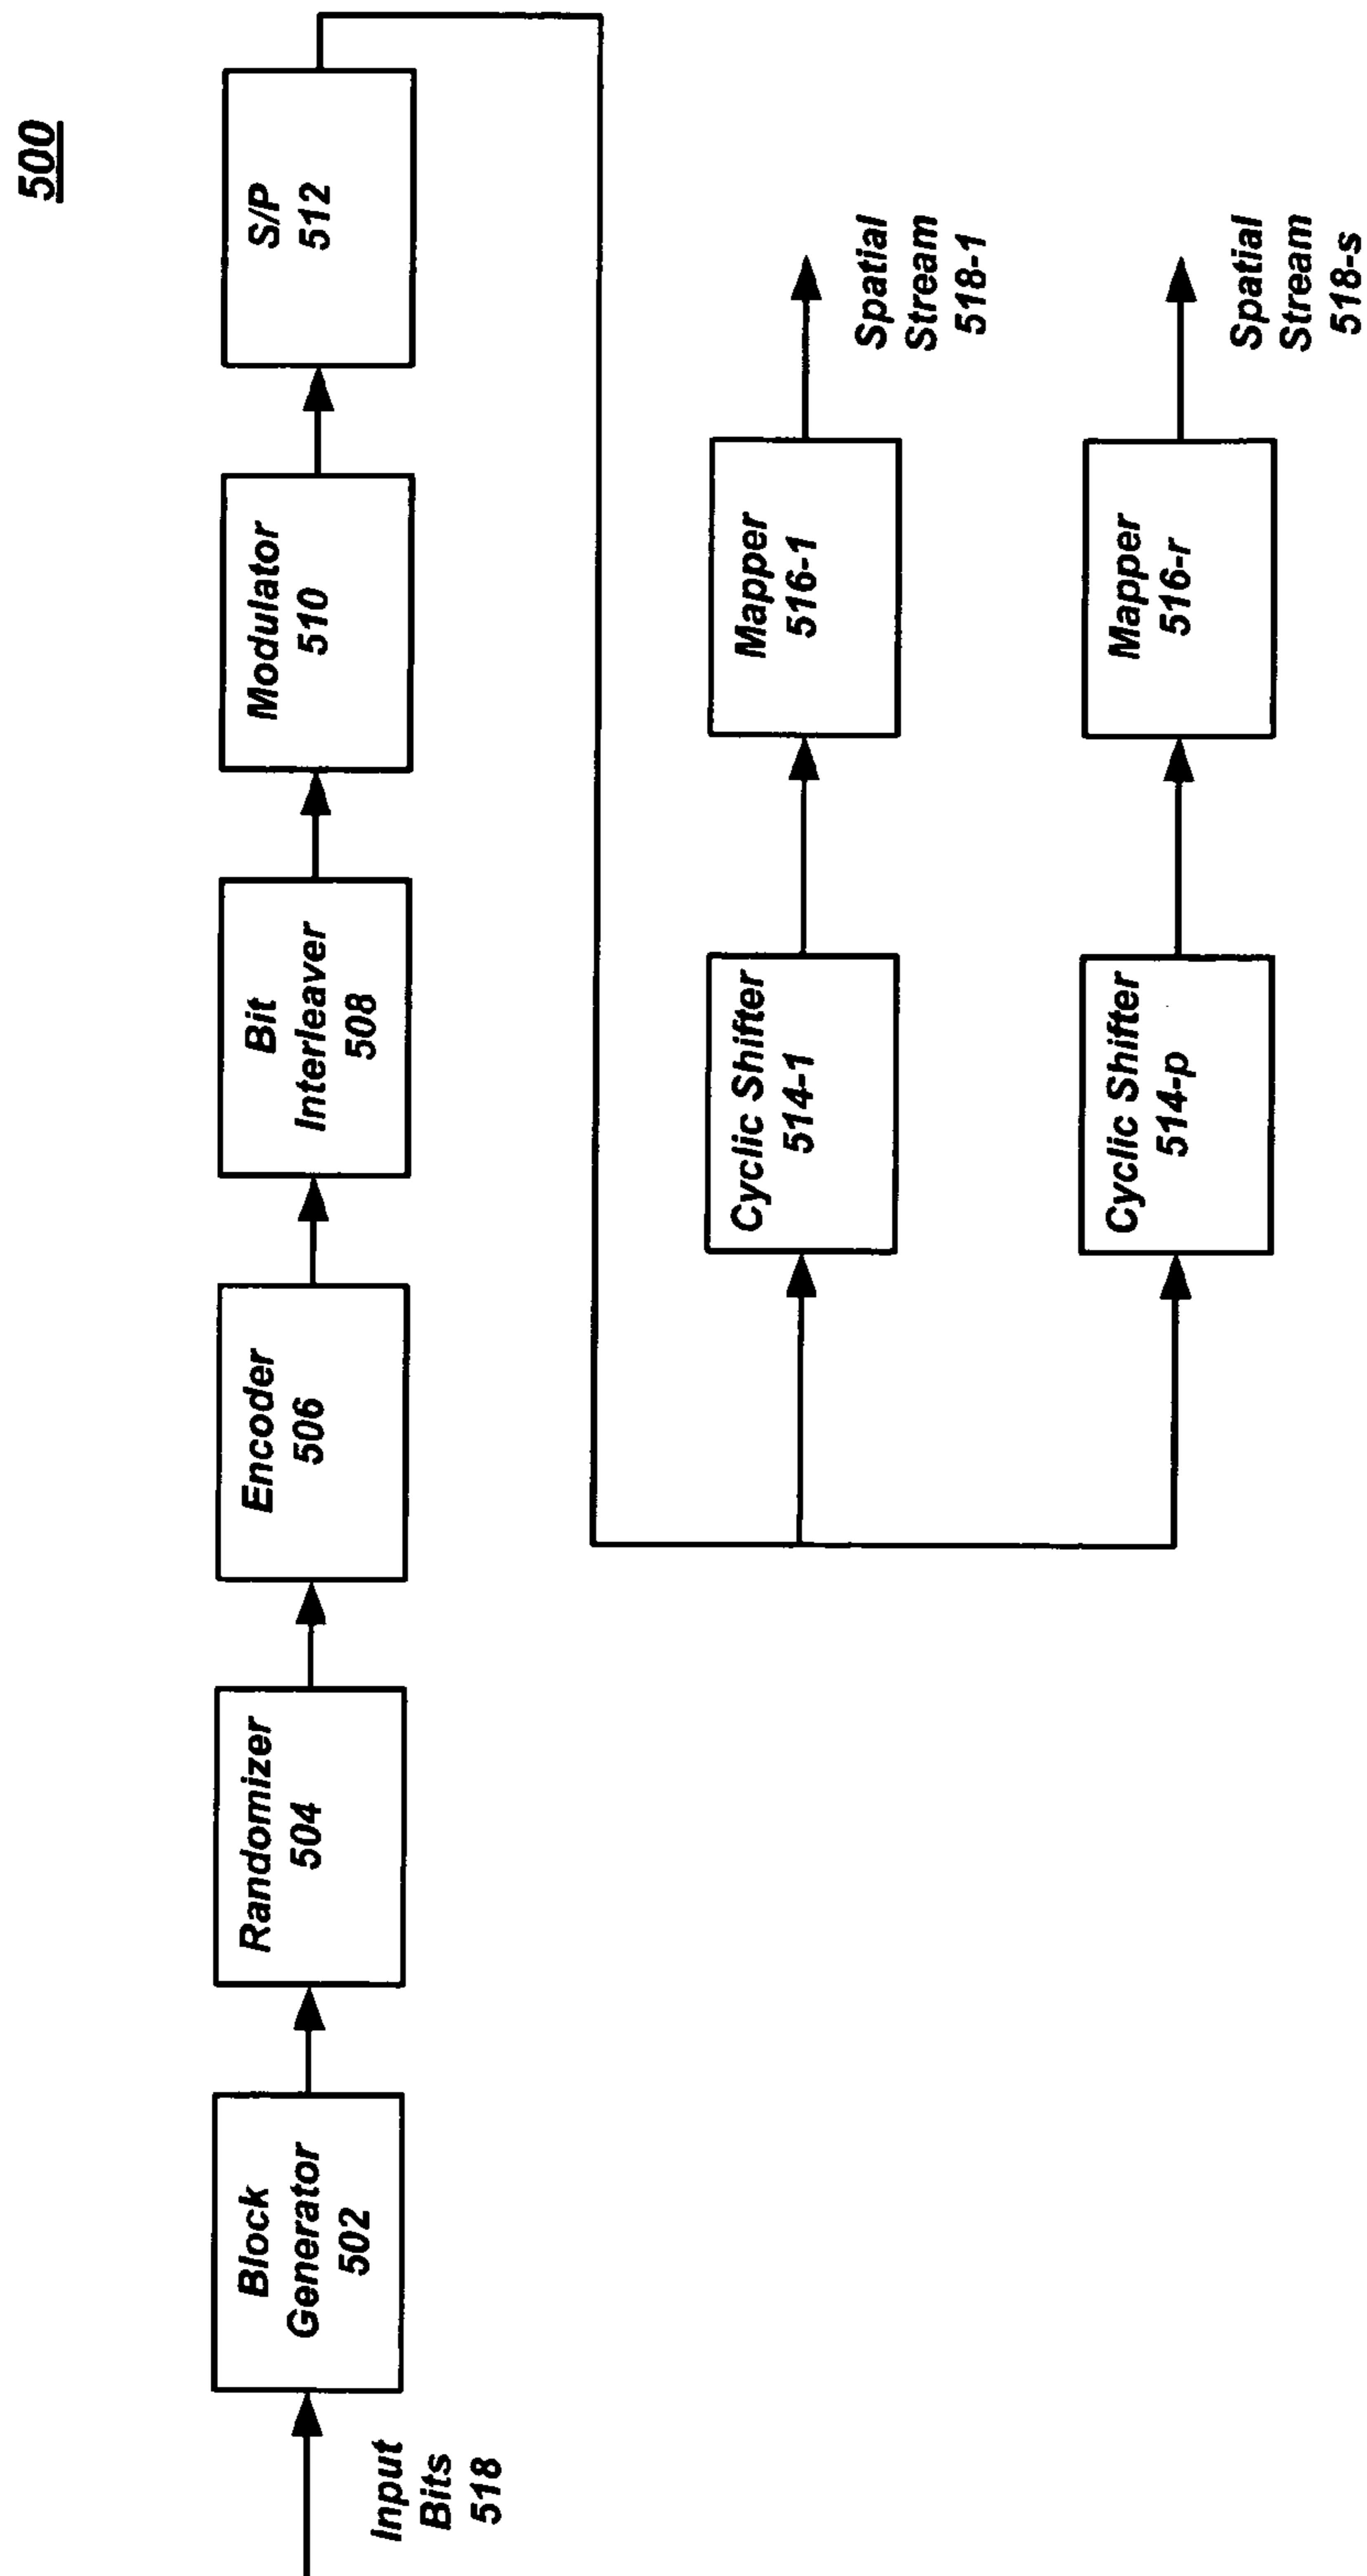 500
Input
Bits
518
Block
Generator
502
Randomizer
504
Encoder
506
Bit
Interleaver
508
Modulator
510
S/P
512
Cyclic Shifter
514-1
Mapper
516-1
Spatial
Stream
518-1
Cyclic Shifter
514-p
Mapper
516-r
Spatial
Stream
518-s